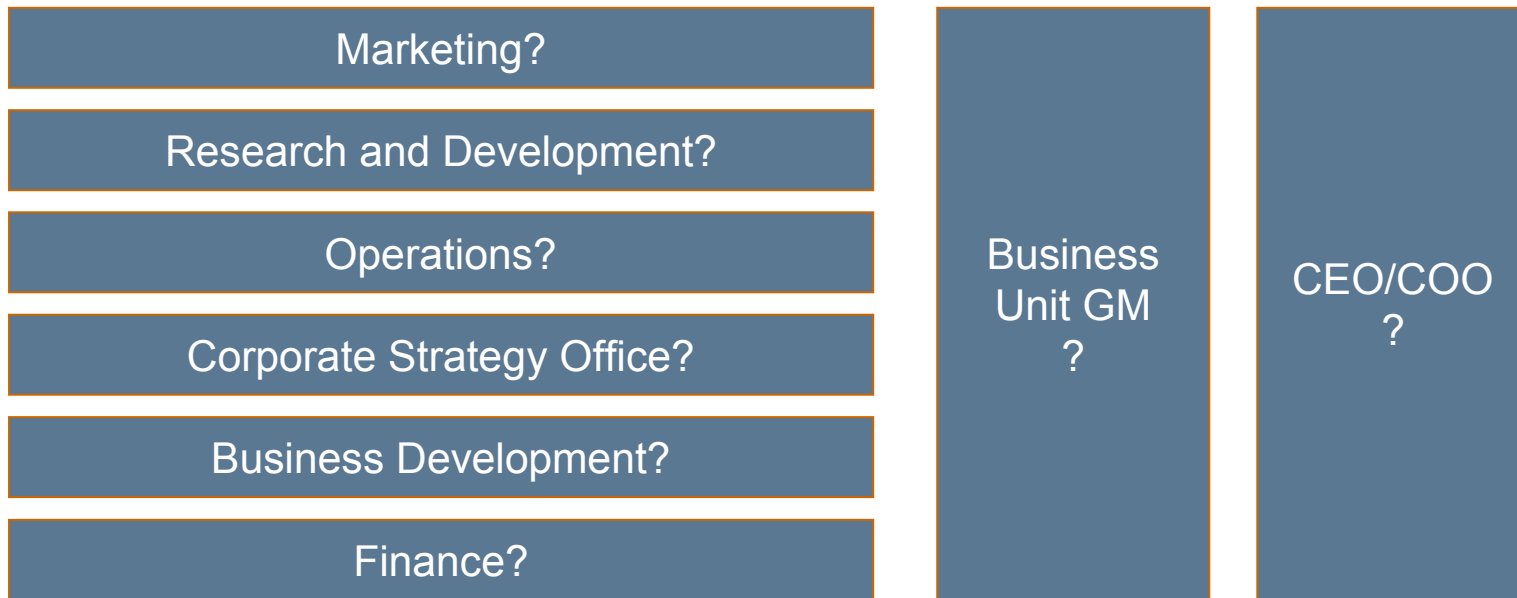 Marketing?
Research and Development?
Operations?
Corporate Strategy Office?
Business Development?
Finance?
Business
Unit GM
?
CEO/COO
?